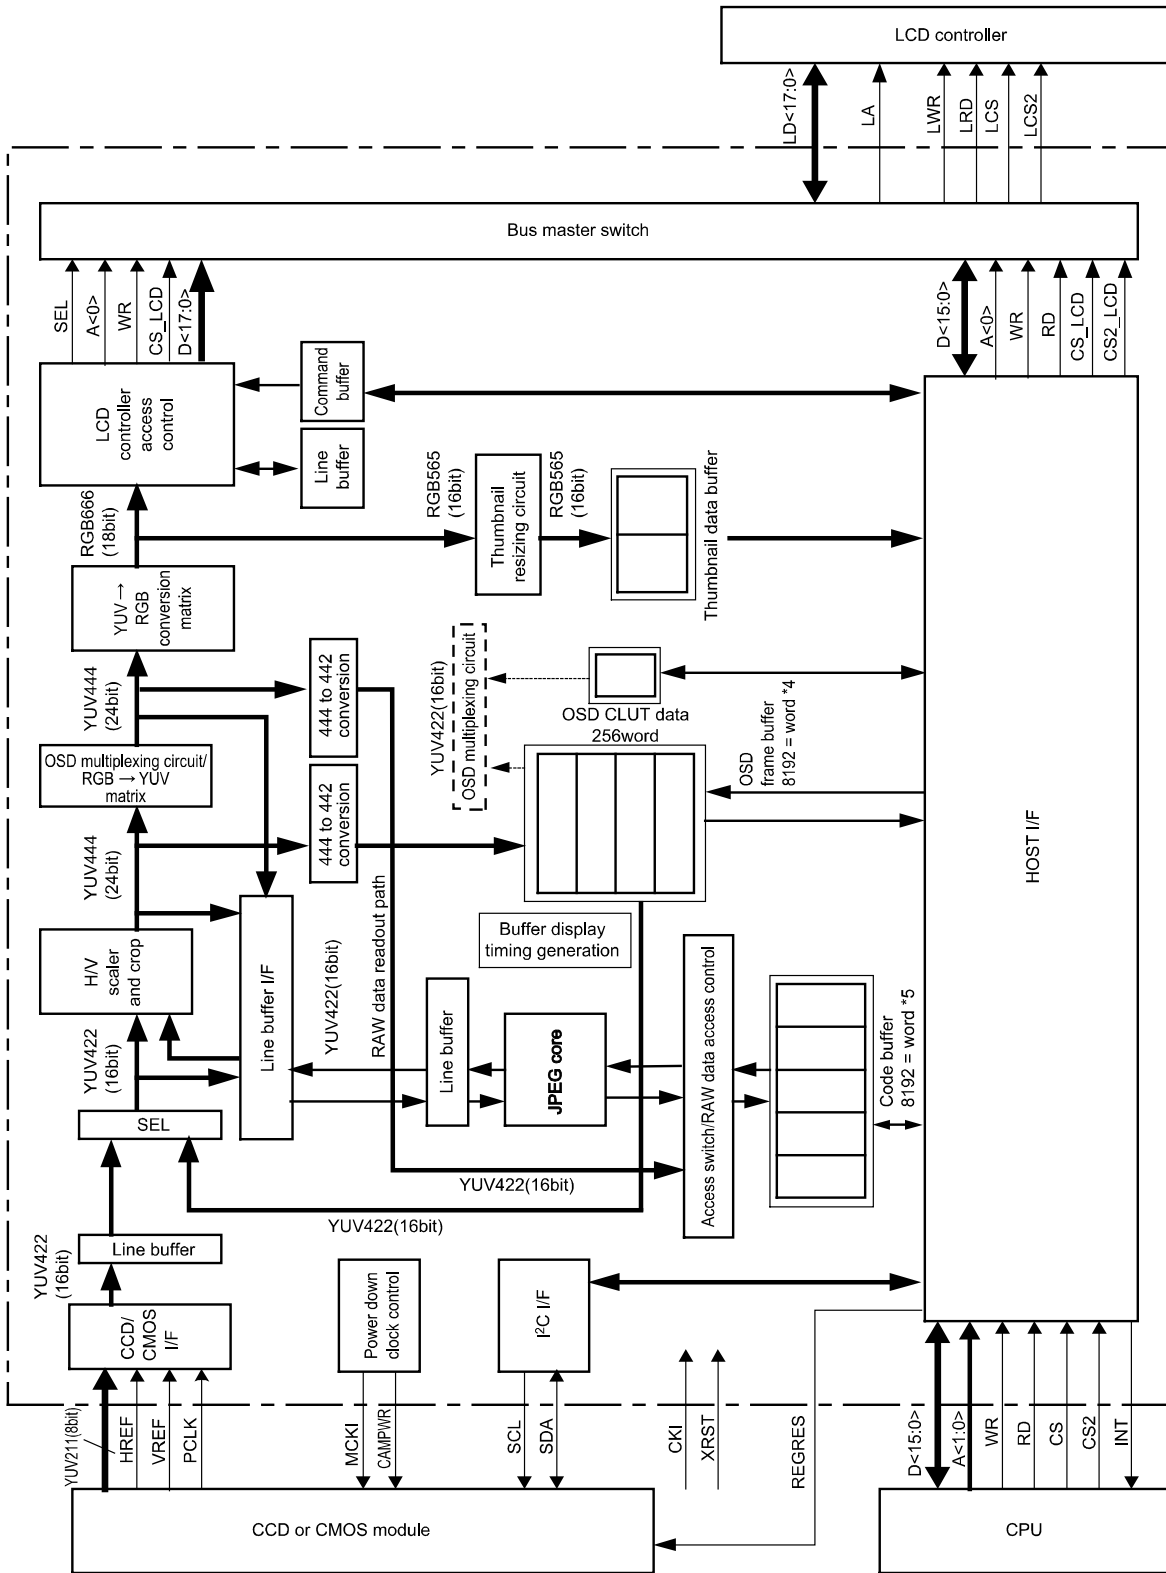 LCD controller
LD<17:0>
LA
LWR
LRD
LCS
LCS2
Bus master switch
SEL
A<0>
WR
CS_LCD
D<17:0>
D<15:0>
A<0>
WR
RD
CS_LCD
CS2_LCD
LCD
controller
access
control
Command
buffer
Line
buffer
RGB666
(18bit)
RGB565
(16bit)
Thumbnail
resizing circuit
RGB565
(16bit)
Thumbnail data buffer
YUV→
RGB
conversion
matrix
YUV444
(24bit)
444 to 442
conversion
YUV422(16bit)
OSD multiplexing circuit
OSD CLUT data
256word
OSD
frame buffer
8192 = word *4
OSD multiplexing circuit/
RGB → YUV
matrix
444 to 442
conversion
YUV444
(24bit)
HOST I/F
H/V
scaler
and crop
Line buffer I/F
YUV422(16bit)
RAW data readout path
Buffer display
timing generation
Line buffer
JPEG core
Access switch/RAW data access control
Code buffer
8192 = word *5
YUV422
(16bit)
SEL
YUV422(16bit)
YUV422(16bit)
YUV422
(16bit)
Line buffer
CCD/
CMOS
I/F
Power down
clock control
I2C I/F
YUV211(8bit)
HREF
VREF
PCLK
MCKI
CAMPWR
SCL
SDA
CKI
XRST
REGRES
D<15:0>
A<1:0>
WR
RD
CS
CS2
INT
CCD or CMOS module
CPU